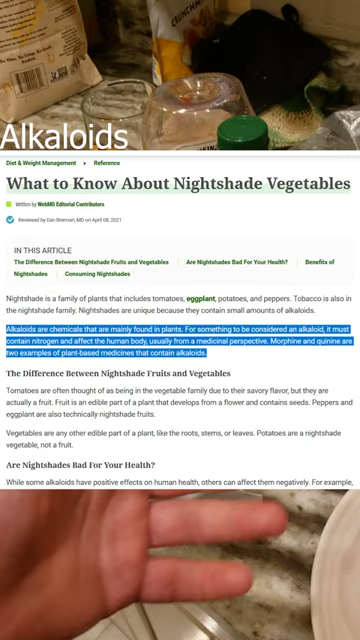 CRUNCHM
Alkaloids
Diet & Weight Management ▸ Reference
What to Know About Nightshade Vegetables
Written by WebMD Editorial Contributors
Reviewed by Dan Brennan, MD on April 08, 2021
IN THIS ARTICLE
The Difference Between Nightshade Fruits and Vegetables | Are Nightshades Bad For Your Health? | Benefits of
Nightshades | Consuming Nightshades
Nightshade is a family of plants that includes tomatoes, eggplant, potatoes, and peppers. Tobacco is also in
the nightshade family. Nightshades are unique because they contain small amounts of alkaloids.
Alkaloids are chemicals that are mainly found in plants. For something to be considered an alkaloid, it must
contain nitrogen and affect the human body, usually from a medicinal perspective. Morphine and quinine are
two examples of plant-based medicines that contain alkaloids.
The Difference Between Nightshade Fruits and Vegetables
Tomatoes are often thought of as being in the vegetable family due to their savory flavor, but they are
actually a fruit. Fruit is an edible part of a plant that develops from a flower and contains seeds. Peppers and
eggplant are also technically nightshade fruits.
Vegetables are any other edible part of a plant, like the roots, stems, or leaves. Potatoes are a nightshade
vegetable, not a fruit.
Are Nightshades Bad For Your Health?
While some alkaloids have positive effects on human health, others can affect them negatively. For example,